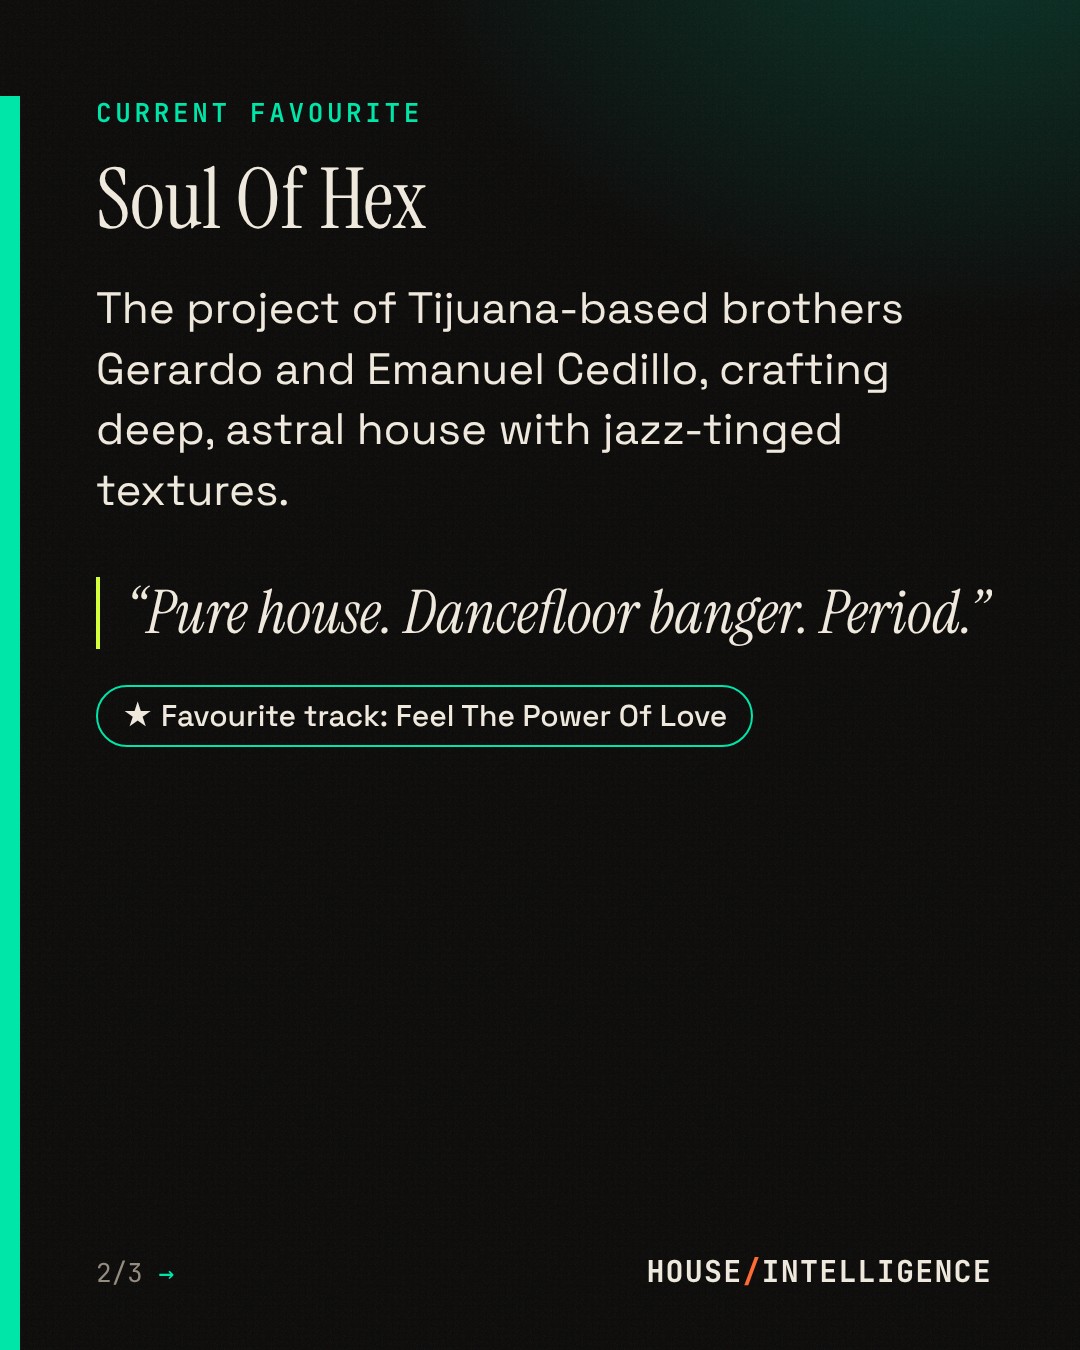 CURRENT FAVOURITE
Soul Of Hex
The project of Tijuana-based brothers
Gerardo and Emanuel Cedillo, crafting
deep, astral house with jazz-tinged
textures.
“Pure house. Dancefloor banger. Period.”
★ Favourite track: Feel The Power Of Love
2/3 →
HOUSE/INTELLIGENCE